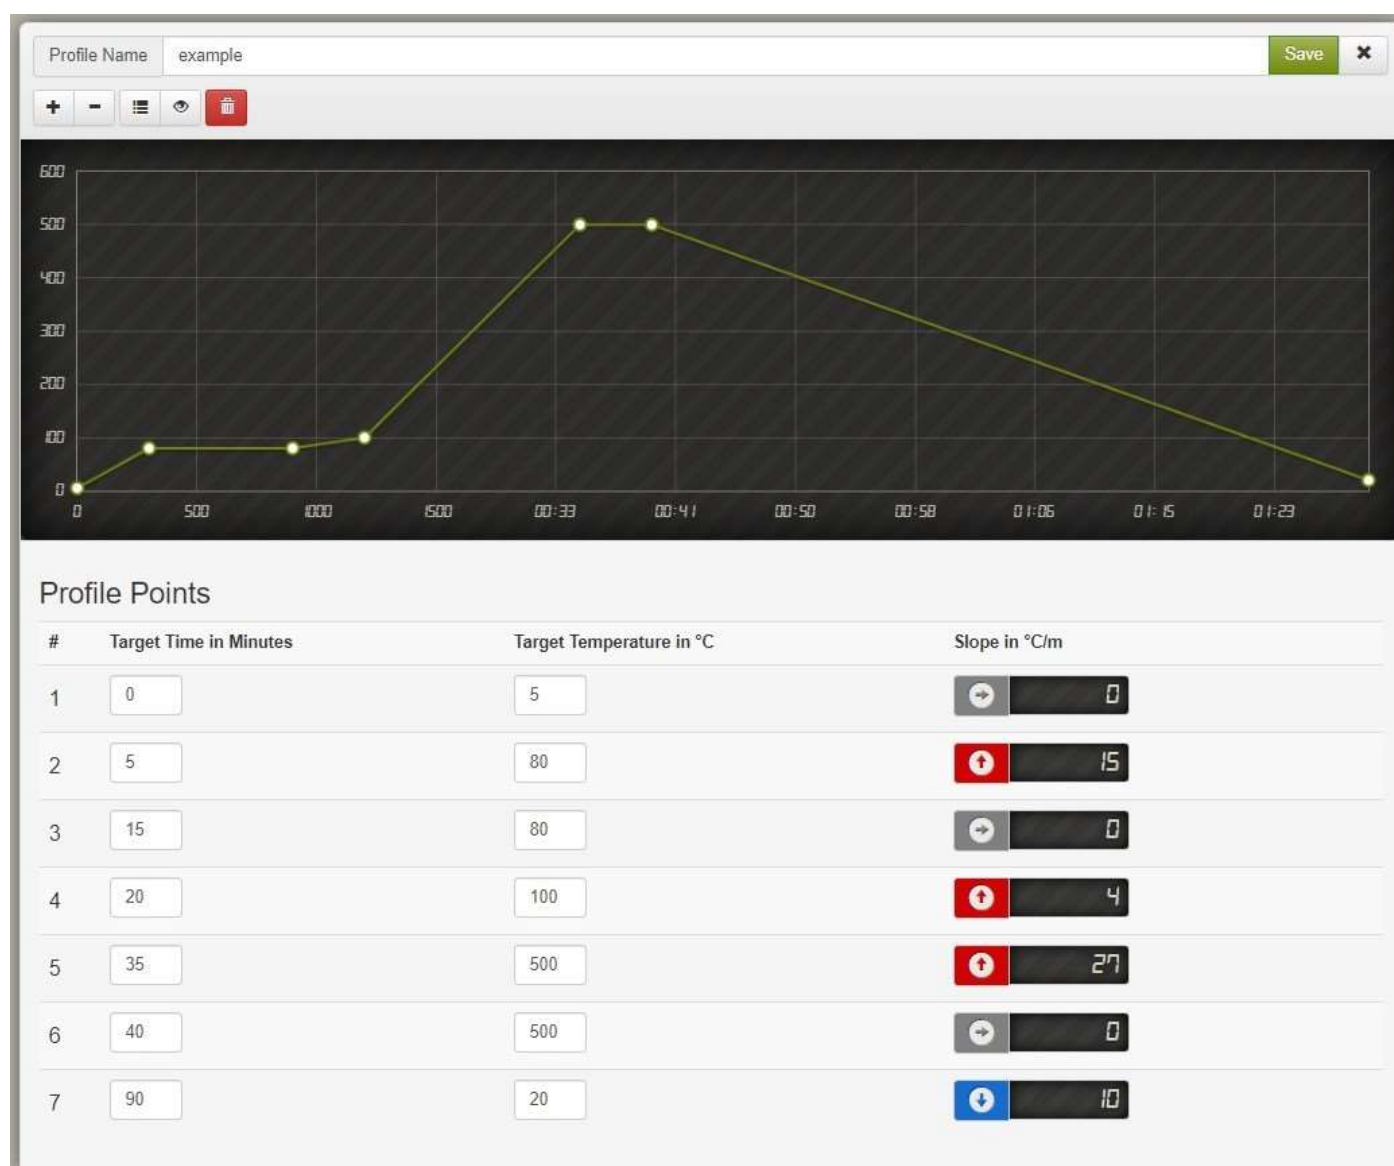 Profile Name example Save
600
500
400
300
200
100
0
0 500 1000 1500 00:33 00:41 00:50 00:58 01:06 01:15 01:23
Profile Points
# Target Time in Minutes Target Temperature in °C Slope in °C/m
1 0 5 0
2 5 80 15
3 15 80 0
4 20 100 4
5 35 500 27
6 40 500 0
7 90 20 10